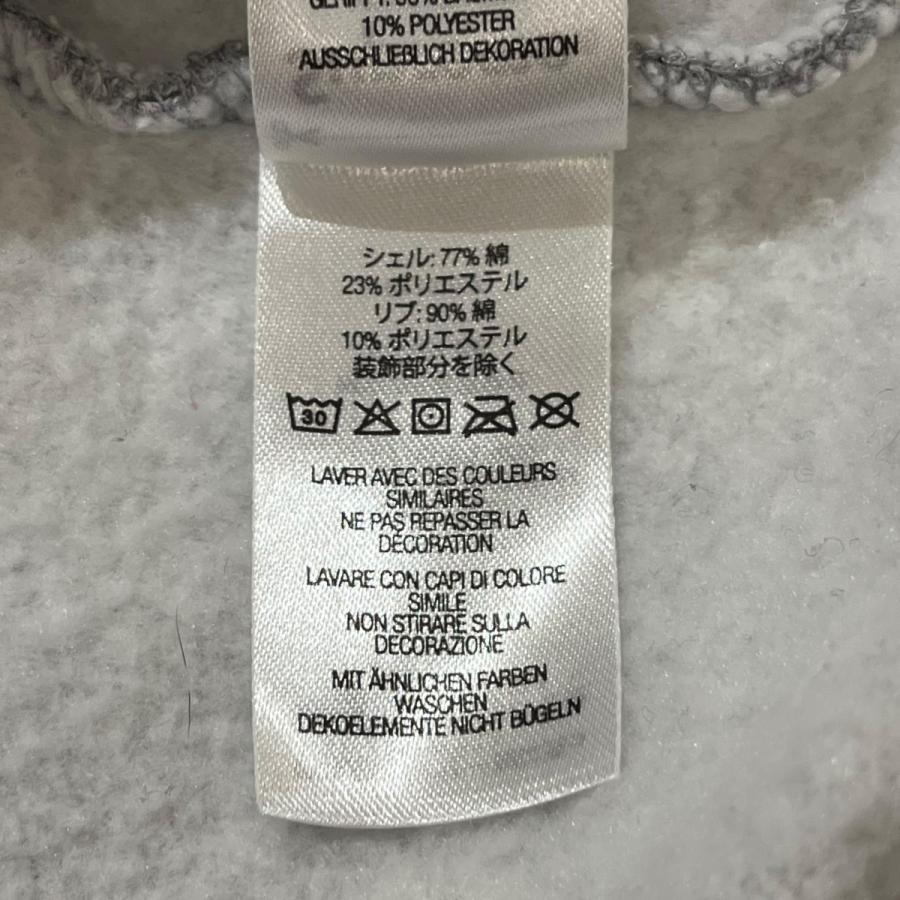 10% POLYESTER
AUSSCHLIEßLICH DEKORATION
シェル: 77% 綿
23% ポリエステル
リブ: 90% 綿
10% ポリエステル
装飾部分を除く
30
LAVER AVEC DES COULEURS
SIMILAIRES
NE PAS REPASSER LA
DÉCORATION
LAVARE CON CAPI DI COLORE
SIMILE
NON STIRARE SULLA
DECORAZIONE
MIT ÄHNLICHEN FARBEN
WASCHEN
DEKOELEMENTE NICHT BÜGELN